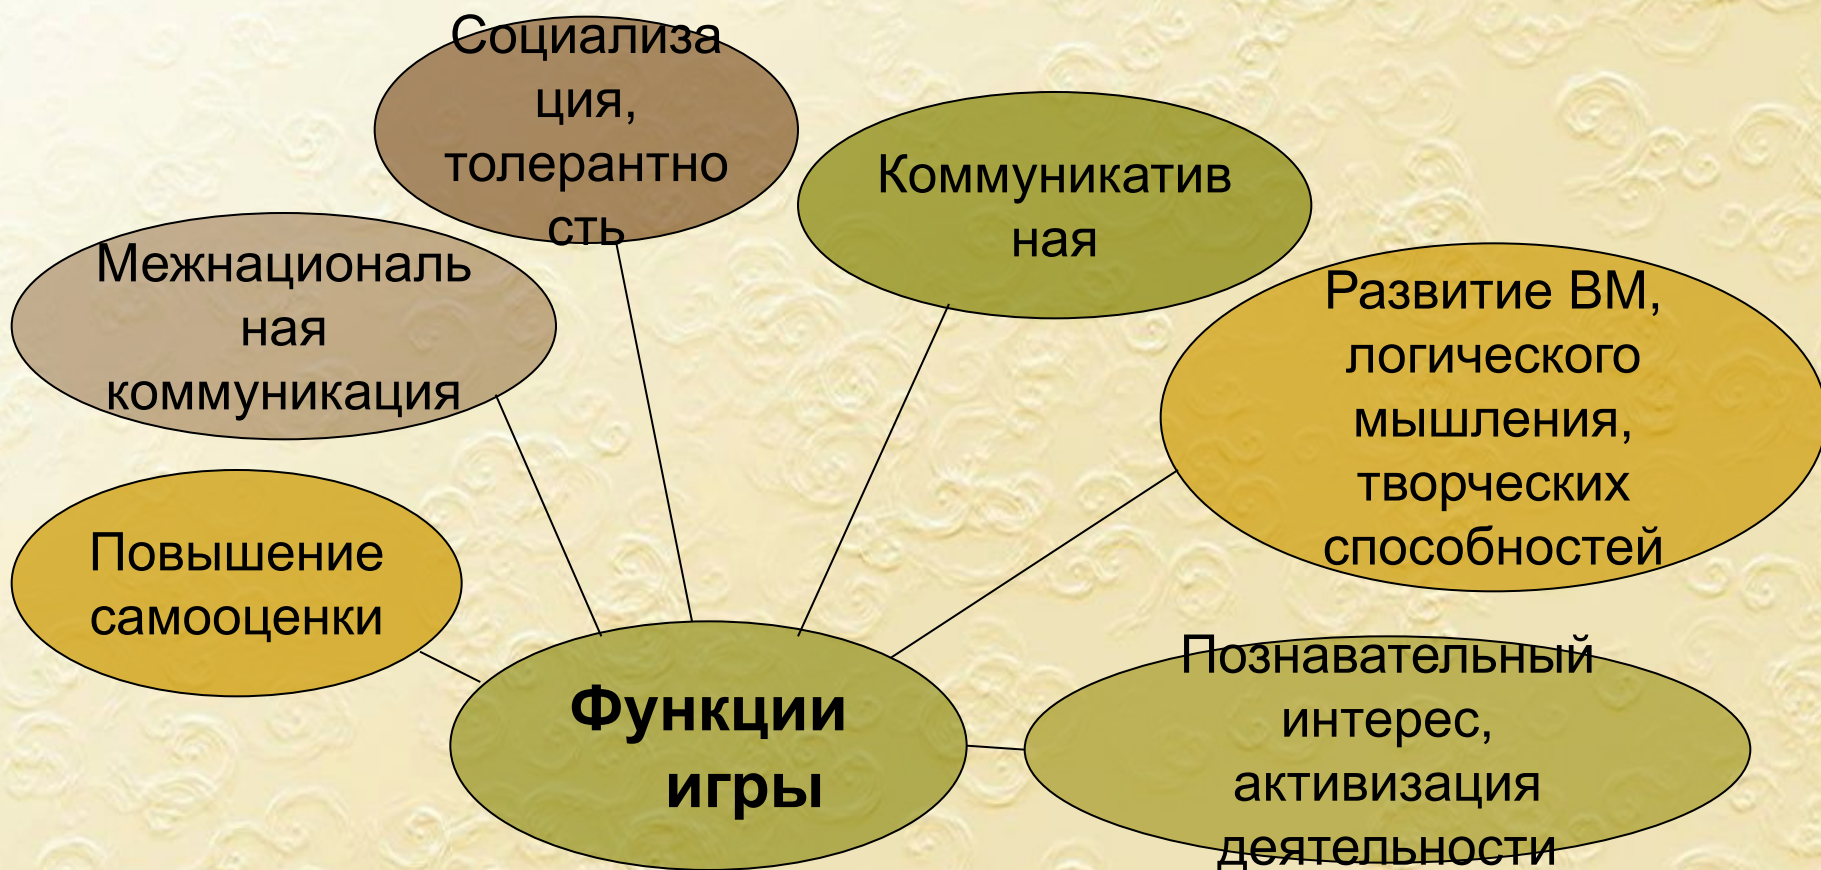 Социализа
ция,
толерантно
сть
Коммуникатив
ная
Межнациональ
ная
коммуникация
Развитие ВМ,
логического
мышления,
творческих
способностей
Повышение
самооценки
Функции
игры
Познавательный
интерес,
активизация
деятельности